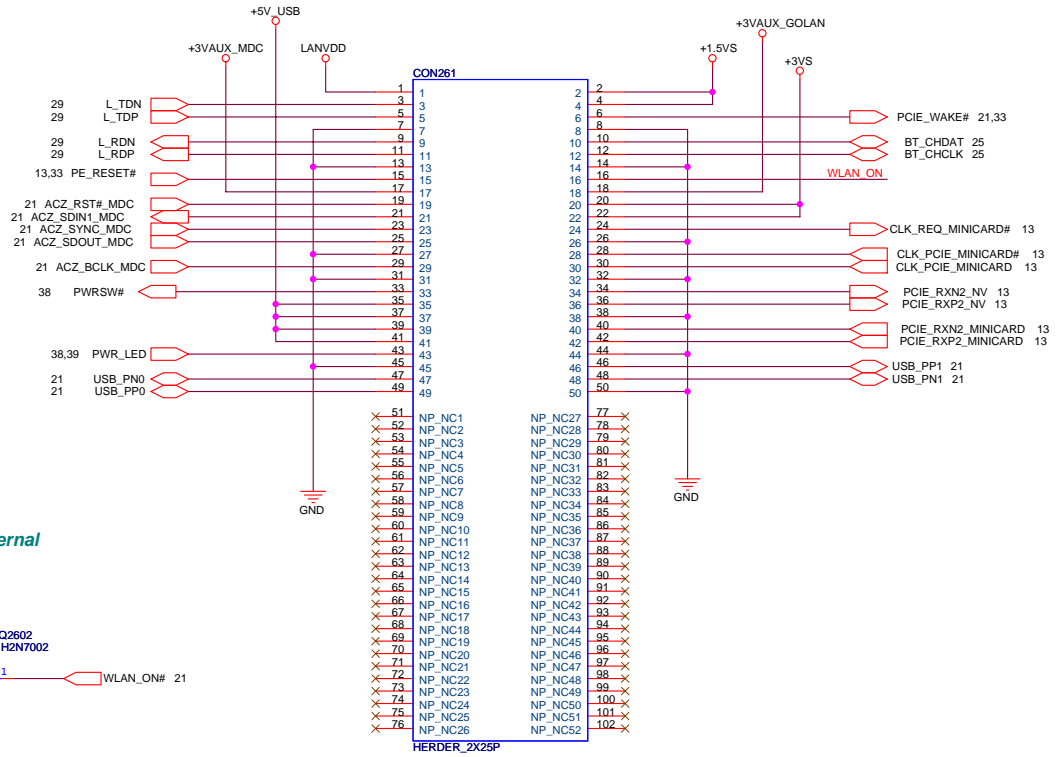 +5V_USB
+3VAUX_GOLAN
+3VAUX_MDC LANVDD +1.5VS
+3VS
CON261
1 1 2 2
29 L_TDN 3 3 4 4
29 L_TDP 5 5 6 6 PCIE_WAKE# 21,33
7 7 8 8
29 L_RDN 9 9 10 10 BT_CHDAT 25
29 L_RDP 11 11 12 12 BT_CHCLK 25
13 13 14 14
13,33 PE_RESET# 15 15 16 16 WLAN_ON
17 17 18 18
21 ACZ_RST#_MDC 19 19 20 20
21 ACZ_SDIN1_MDC 21 21 22 22
21 ACZ_SYNC_MDC 23 23 24 24 CLK_REQ_MINICARD# 13
21 ACZ_SDOUT_MDC 25 25 26 26
27 27 28 28 CLK_PCIE_MINICARD# 13
21 ACZ_BCLK_MDC 29 29 30 30 CLK_PCIE_MINICARD 13
31 31 32 32
38 PWRSW# 33 33 34 34 PCIE_RXN2_NV 13
35 35 36 36 PCIE_RXP2_NV 13
37 37 38 38
39 39 40 40 PCIE_RXN2_MINICARD 13
41 41 42 42 PCIE_RXP2_MINICARD 13
38,39 PWR_LED 43 43 44 44
45 45 46 46 USB_PP1 21
21 USB_PN0 47 47 48 48 USB_PN1 21
21 USB_PP0 49 49 50 50
51 NP_NC1 NP_NC27 77
52 NP_NC2 NP_NC28 78
53 NP_NC3 NP_NC29 79
54 NP_NC4 NP_NC30 80
55 NP_NC5 NP_NC31 81
56 NP_NC6 NP_NC32 82
57 NP_NC7 NP_NC33 83
58 NP_NC8 NP_NC34 84
59 NP_NC9 NP_NC35 85
60 NP_NC10 NP_NC36 86
61 NP_NC11 NP_NC37 87
62 NP_NC12 NP_NC38 88
63 NP_NC13 NP_NC39 89
64 NP_NC14 NP_NC40 90
65 NP_NC15 NP_NC41 91
66 NP_NC16 NP_NC42 92
67 NP_NC17 NP_NC43 93
68 NP_NC18 NP_NC44 94
69 NP_NC19 NP_NC45 95
70 NP_NC20 NP_NC46 96
71 NP_NC21 NP_NC47 97
72 NP_NC22 NP_NC48 98
73 NP_NC23 NP_NC49 99
74 NP_NC24 NP_NC50 100
75 NP_NC25 NP_NC51 101
76 NP_NC26 NP_NC52 102
HERDER_2X25P
GND
GND
ernal
Q2602
H2N7002
1
WLAN_ON# 21